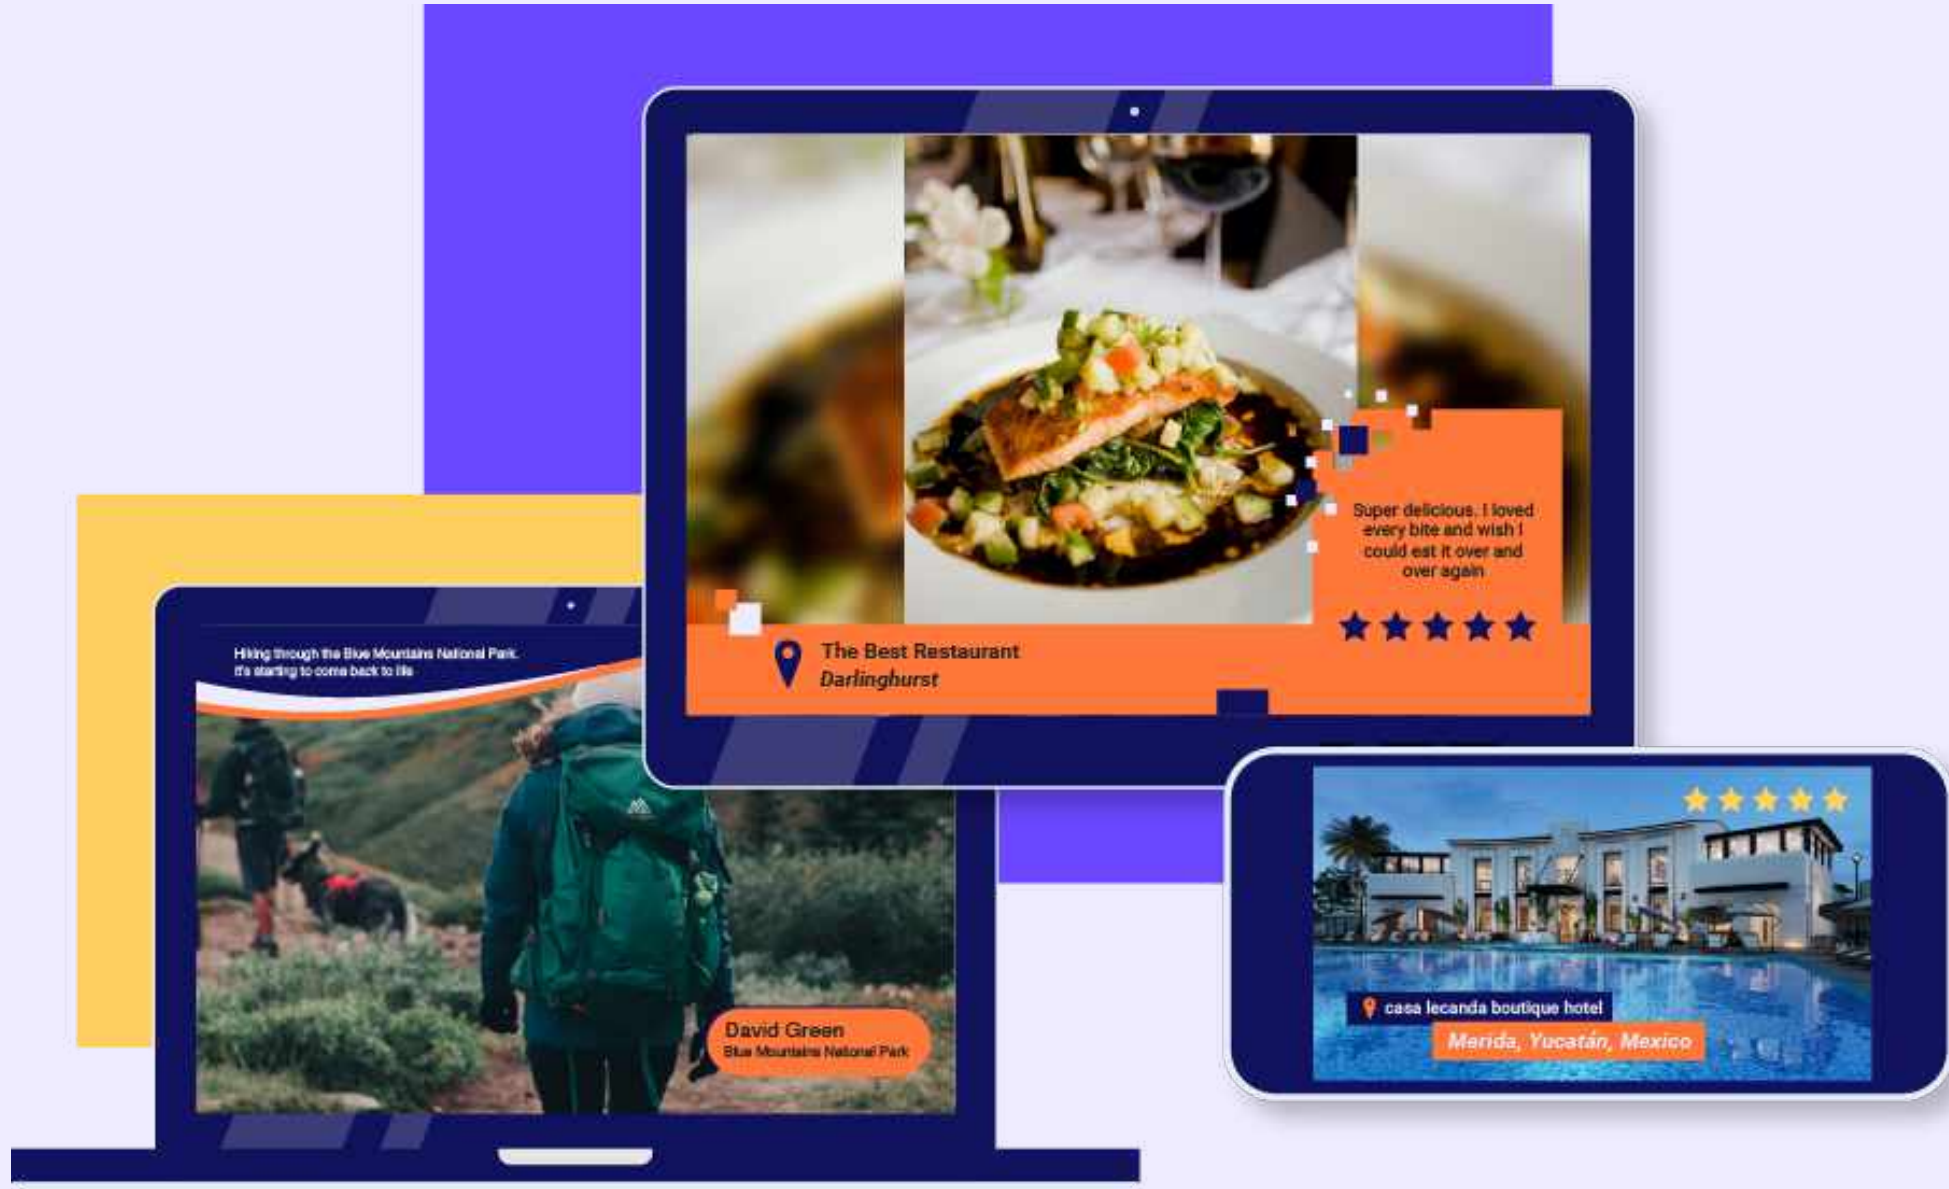 Super delicious. I loved
every bite and wish I
could est it over and
over again
The Best Restaurant
Darlinghurst
Hiking through the Blue Mountains National Park.
It's starting to come back to life
David Green
Blue Mountains National Park
casa lecanda boutique hotel
Merida, Yucatán, Mexico